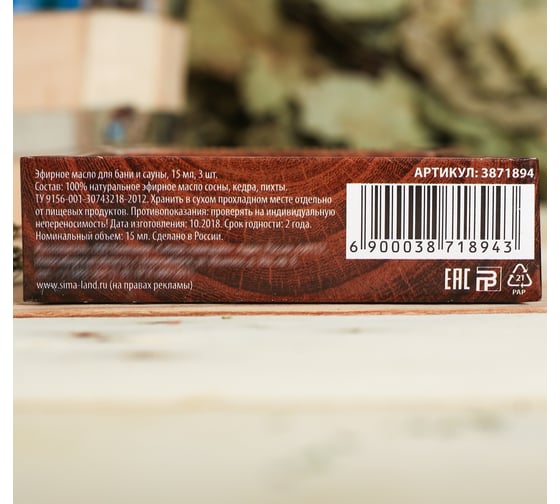 Эфирное масло для бани и сауны, 15 мл, 3 шт.
Состав: 100% натуральное эфирное масло сосны, кедра, пихты.
ТУ 9156-001-30743218-2012. Хранить в сухом прохладном месте отдельно
от пищевых продуктов. Противопоказания: проверять на индивидуальную
непереносимость! Дата изготовления: 10.2018. Срок годности: 2 года.
Номинальный объем: 15 мл. Сделано в России.
www.sima-land.ru (на правах рекламы)
АРТИКУЛ: 3871894
6 900038 718943
ЕАС
21
PAP